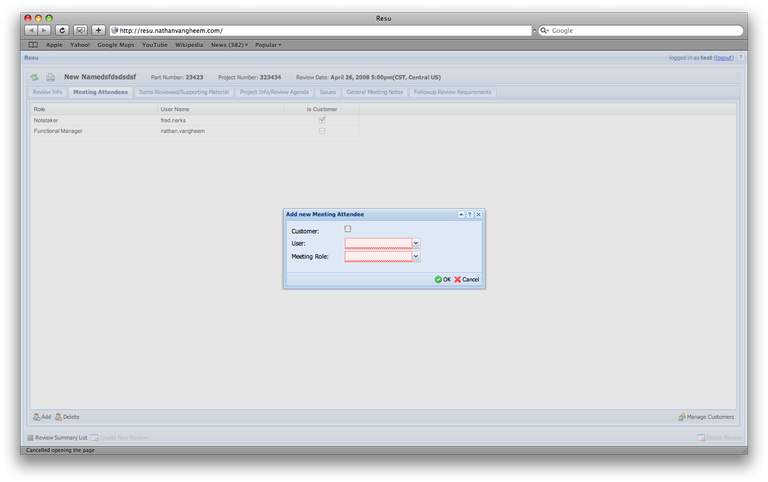 Resu
http://resu.nathanvangheem.com/
Google
Apple Yahoo! Google Maps YouTube Wikipedia News (382) Popular
Resu
logged in as test (logout) ?
New Namedsfdsdsdsf Part Number: 23423 Project Number: 323434 Review Date: April 26, 2008 5:00pm(CST, Central US)
Review Info Meeting Attendees Items Reviewed/Supporting Material Project Info/Review Agenda Issues General Meeting Notes Followup Review Requirements
Role User Name Is Customer
Notetaker fred.nerks
Functional Manager nathan.vangheem
Add new Meeting Attendee
Customer:
User:
Meeting Role:
OK Cancel
Add Delete Manage Customers
Review Summary List Create New Review Delete Review
Cancelled opening the page